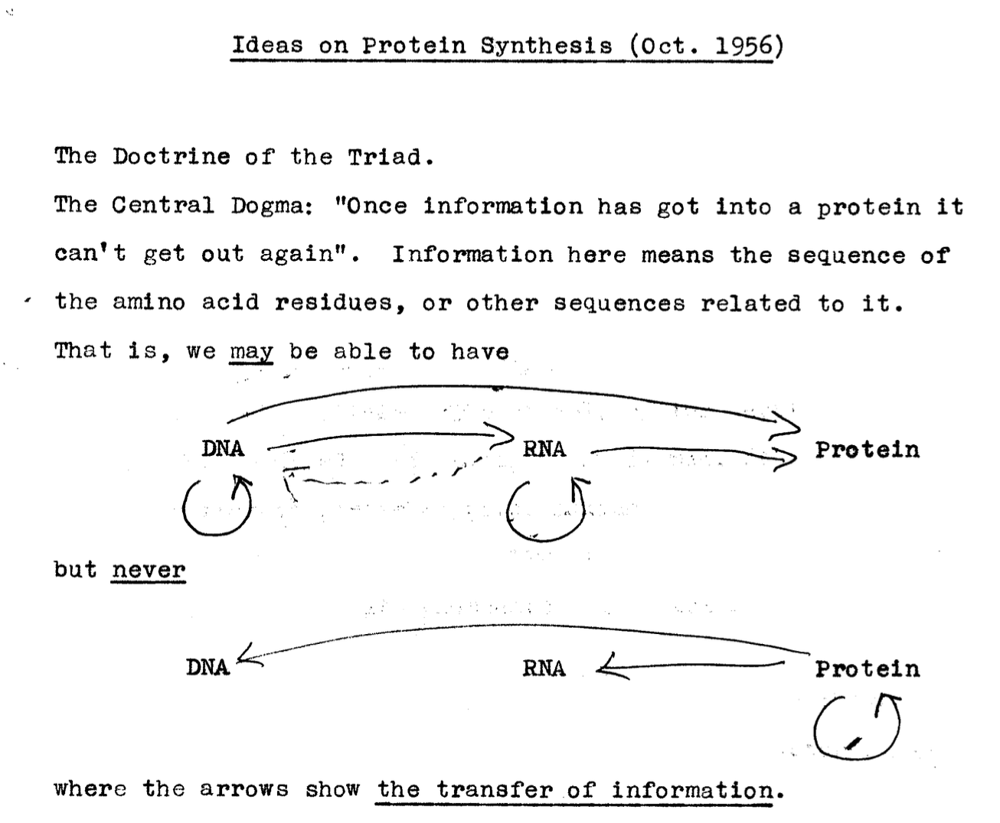 Ideas on Protein Synthesis (Oct. 1956)
The Doctrine of the Triad.
The Central Dogma: "Once information has got into a protein it
can't get out again". Information here means the sequence of
the amino acid residues, or other sequences related to it.
That is, we may be able to have
DNA RNA Protein
but never
DNA RNA Protein
where the arrows show the transfer of information.